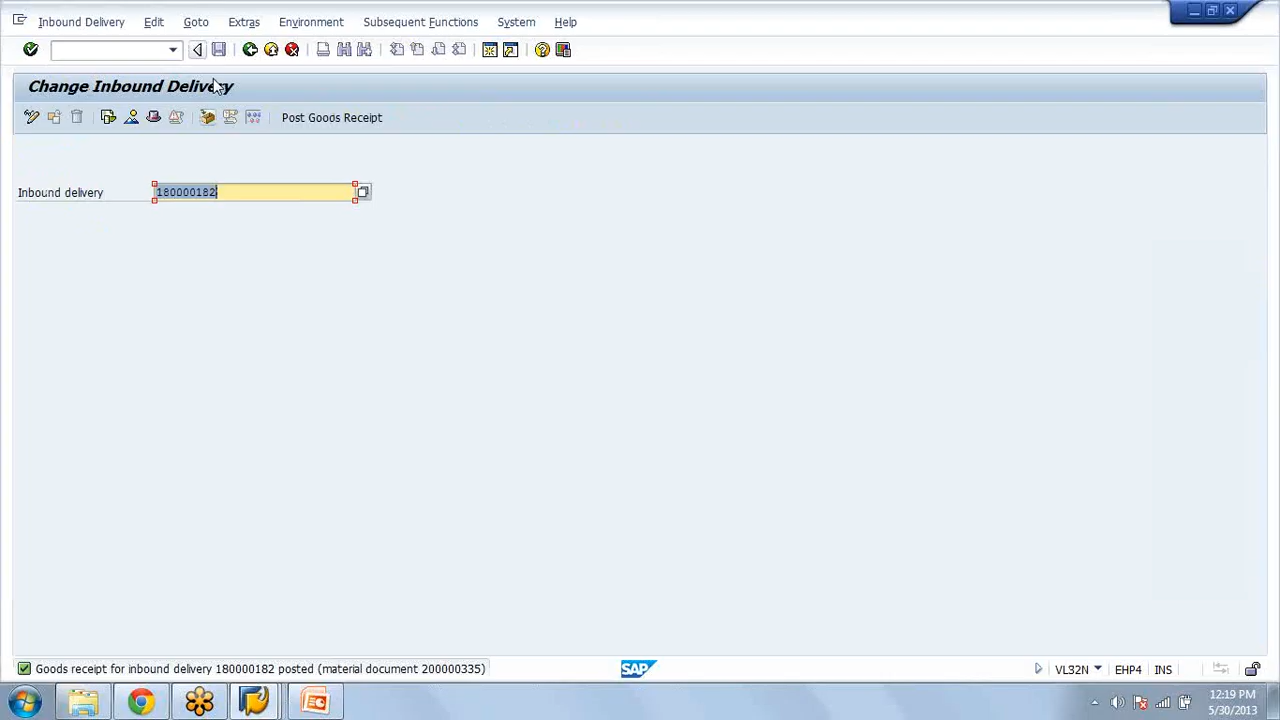 Inbound Delivery Edit Goto Extras Environment Subsequent Functions System Help
Change Inbound Delivery
Post Goods Receipt
Inbound delivery 180000182
Goods receipt for inbound delivery 180000182 posted (material document 200000335) SAP VL32N EHP4 INS
12:19 PM
5/30/2013